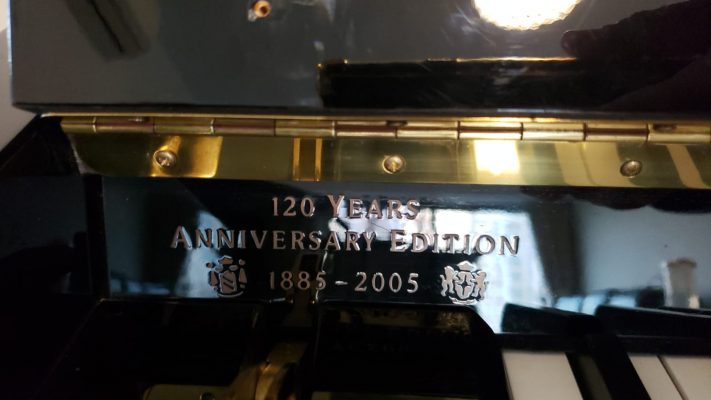 120 YEARS
ANNIVERSARY EDITION
1885 - 2005